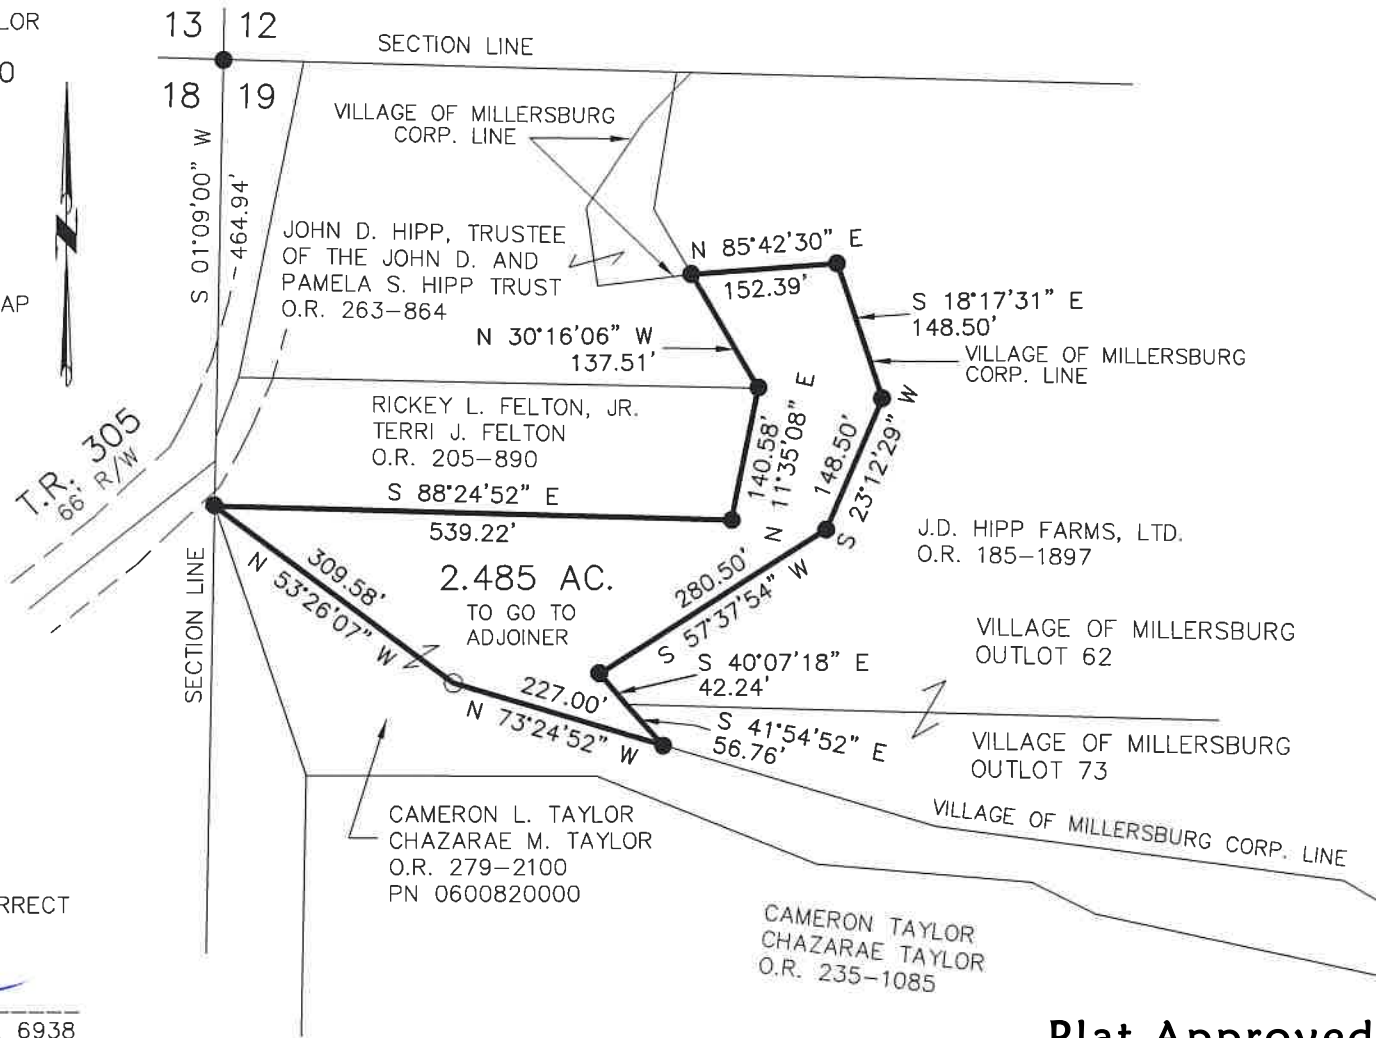 LOR
13 12
SECTION LINE
O
18 19
VILLAGE OF MILLERSBURG
CORP. LINE
S 01°09'00" W
464.94'
JOHN D. HIPP, TRUSTEE
OF THE JOHN D. AND
PAMELA S. HIPP TRUST
O.R. 263-864
N
AP
N 85°42'30" E
152.39'
S 18°17'31" E
148.50'
N 30°16'06" W
137.51'
VILLAGE OF MILLERSBURG
CORP. LINE
RICKEY L. FELTON, JR.
TERRI J. FELTON
O.R. 205-890
140.58'
N 11°35'08" E
148.50'
S 23°12'29" W
T.R. 305
66' R/W
S 88°24'52" E
539.22'
J.D. HIPP FARMS, LTD.
O.R. 185-1897
309.58'
N 53°26'07" W
2.485 AC.
TO GO TO
ADJOINER
280.50'
S 57°37'54" W
SECTION LINE
VILLAGE OF MILLERSBURG
OUTLOT 62
S 40°07'18" E
42.24'
227.00'
N 73°24'52" W
S 41°54'52" E
56.76'
VILLAGE OF MILLERSBURG
OUTLOT 73
CAMERON L. TAYLOR
CHAZARAE M. TAYLOR
O.R. 279-2100
PN 0600820000
VILLAGE OF MILLERSBURG CORP. LINE
RRECT
CAMERON TAYLOR
CHAZARAE TAYLOR
O.R. 235-1085
6938
Plat Approved